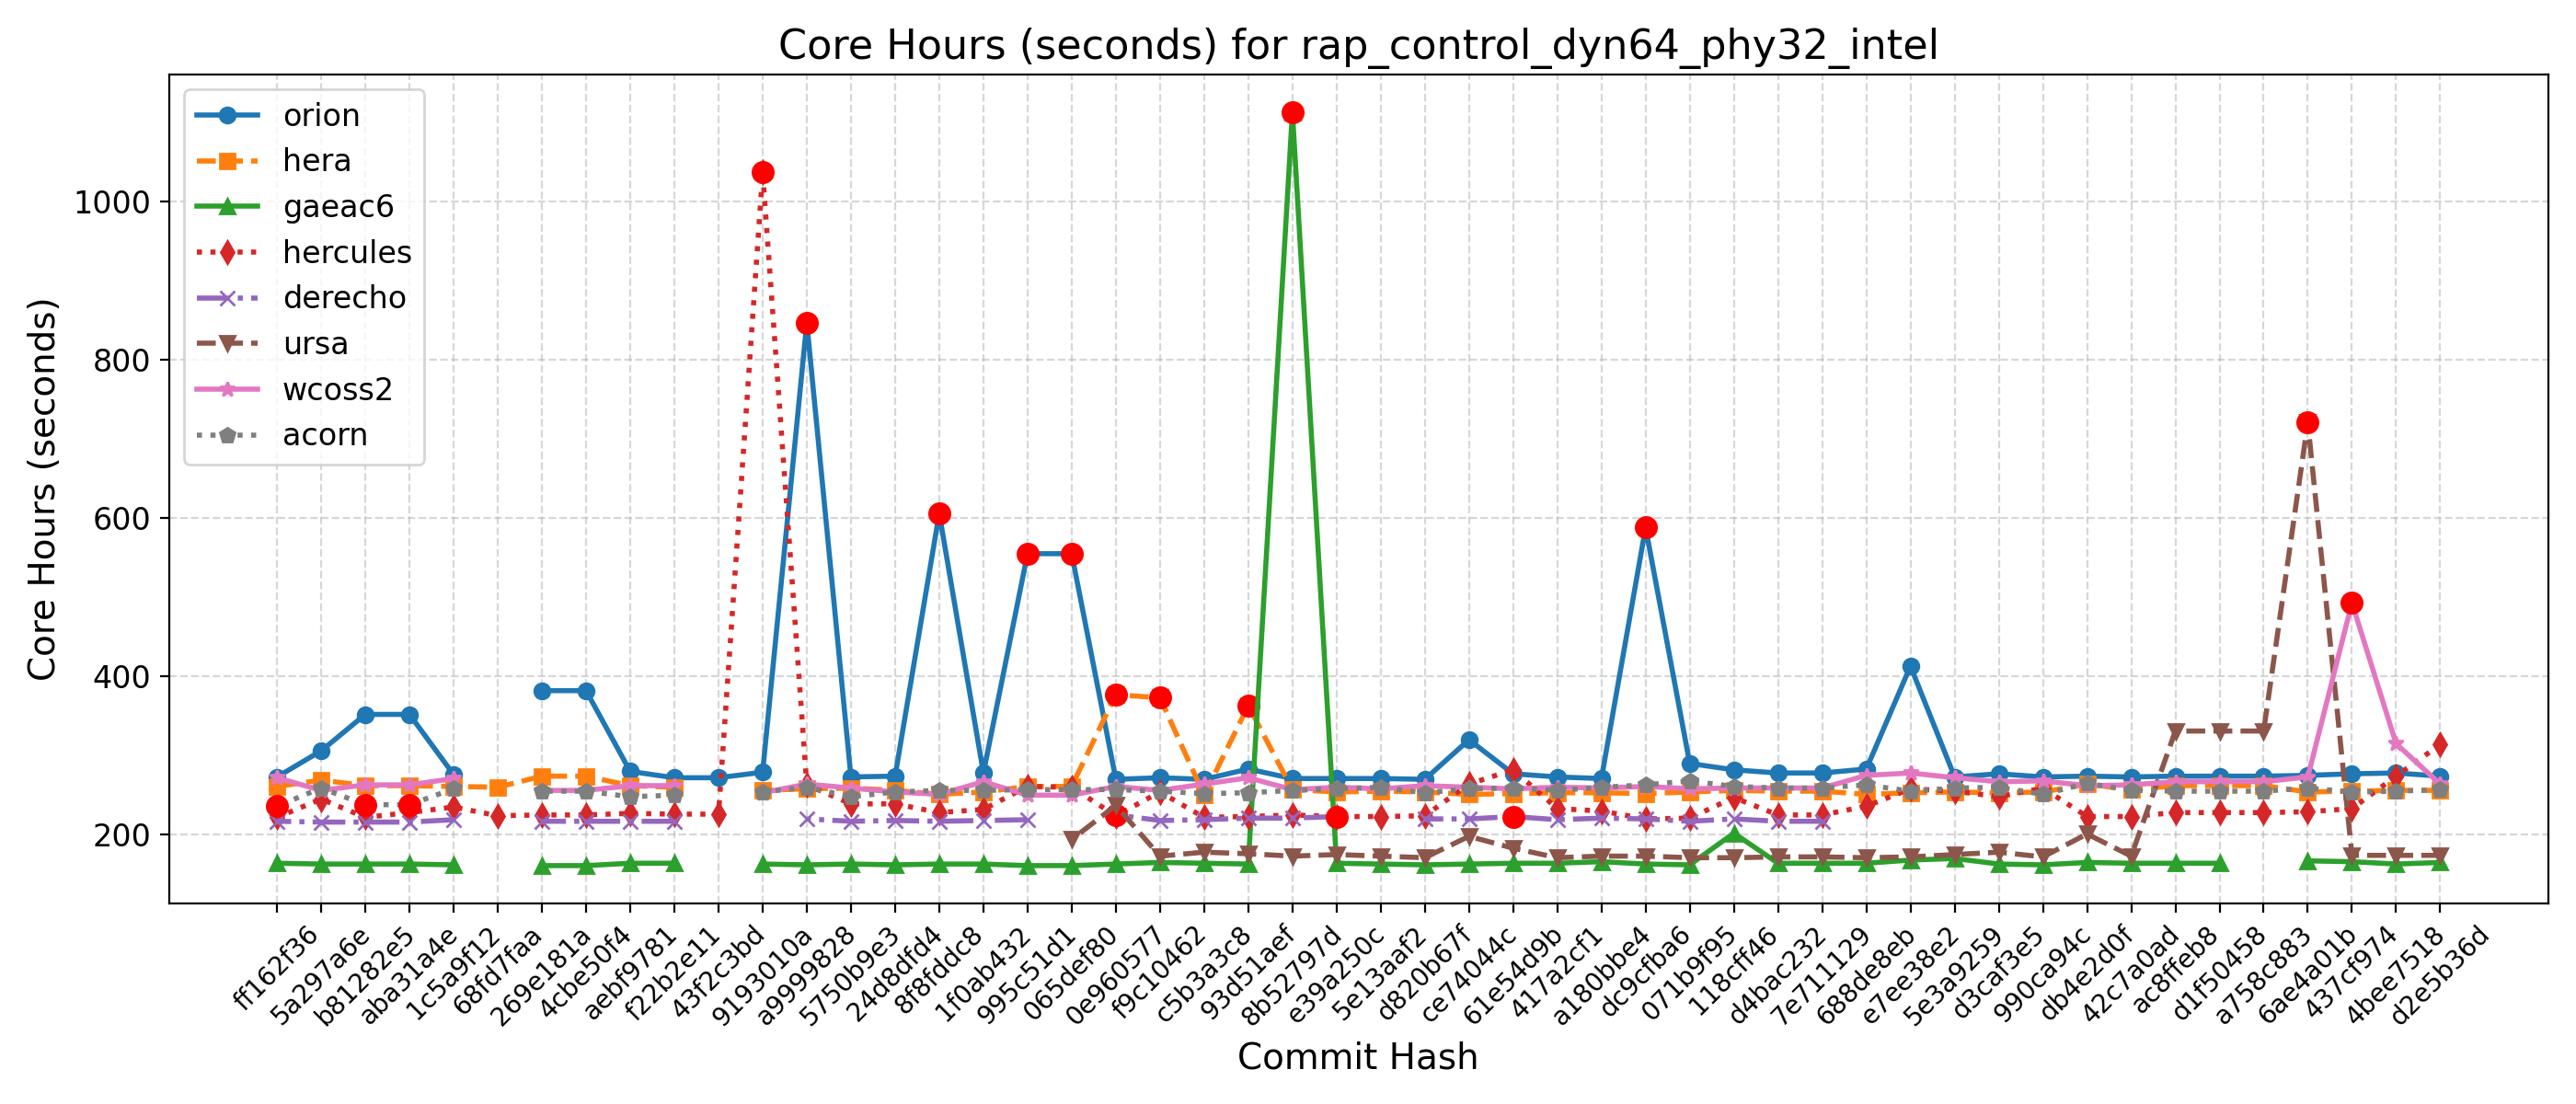 Core Hours (seconds) for rap_control_dyn64_phy32_intel
orion
hera
gaeac6
hercules
derecho
ursa
wcoss2
acorn
Core Hours (seconds)
1000
800
600
400
200
ff162f36
5a297a6e
b81282e5
aba31a4e
1c5a9f12
68fd7faa
269e181a
4cbe50f4
aebf9781
f22b2e11
43f2c3bd
9193010a
a9999828
5750b9e3
24d8dfd4
8f8fddc8
1f0ab432
995c51d1
065def80
0e960577
f9c10462
c5b3a3c8
93d51aef
8b52797d
e39a250c
5e13aaf2
d820b67f
ce74044c
61e54d9b
417a2cf1
a180bbe4
dc9cfba6
071b9f95
118cff46
d4bac232
7e711129
688de8eb
e7ee38e2
5e3a9259
d3caf3e5
990ca94c
db4e2d0f
42c7a0ad
ac8ffeb8
d1f50458
a758c883
6ae4a01b
437cf974
4bee7518
d2e5b36d
Commit Hash